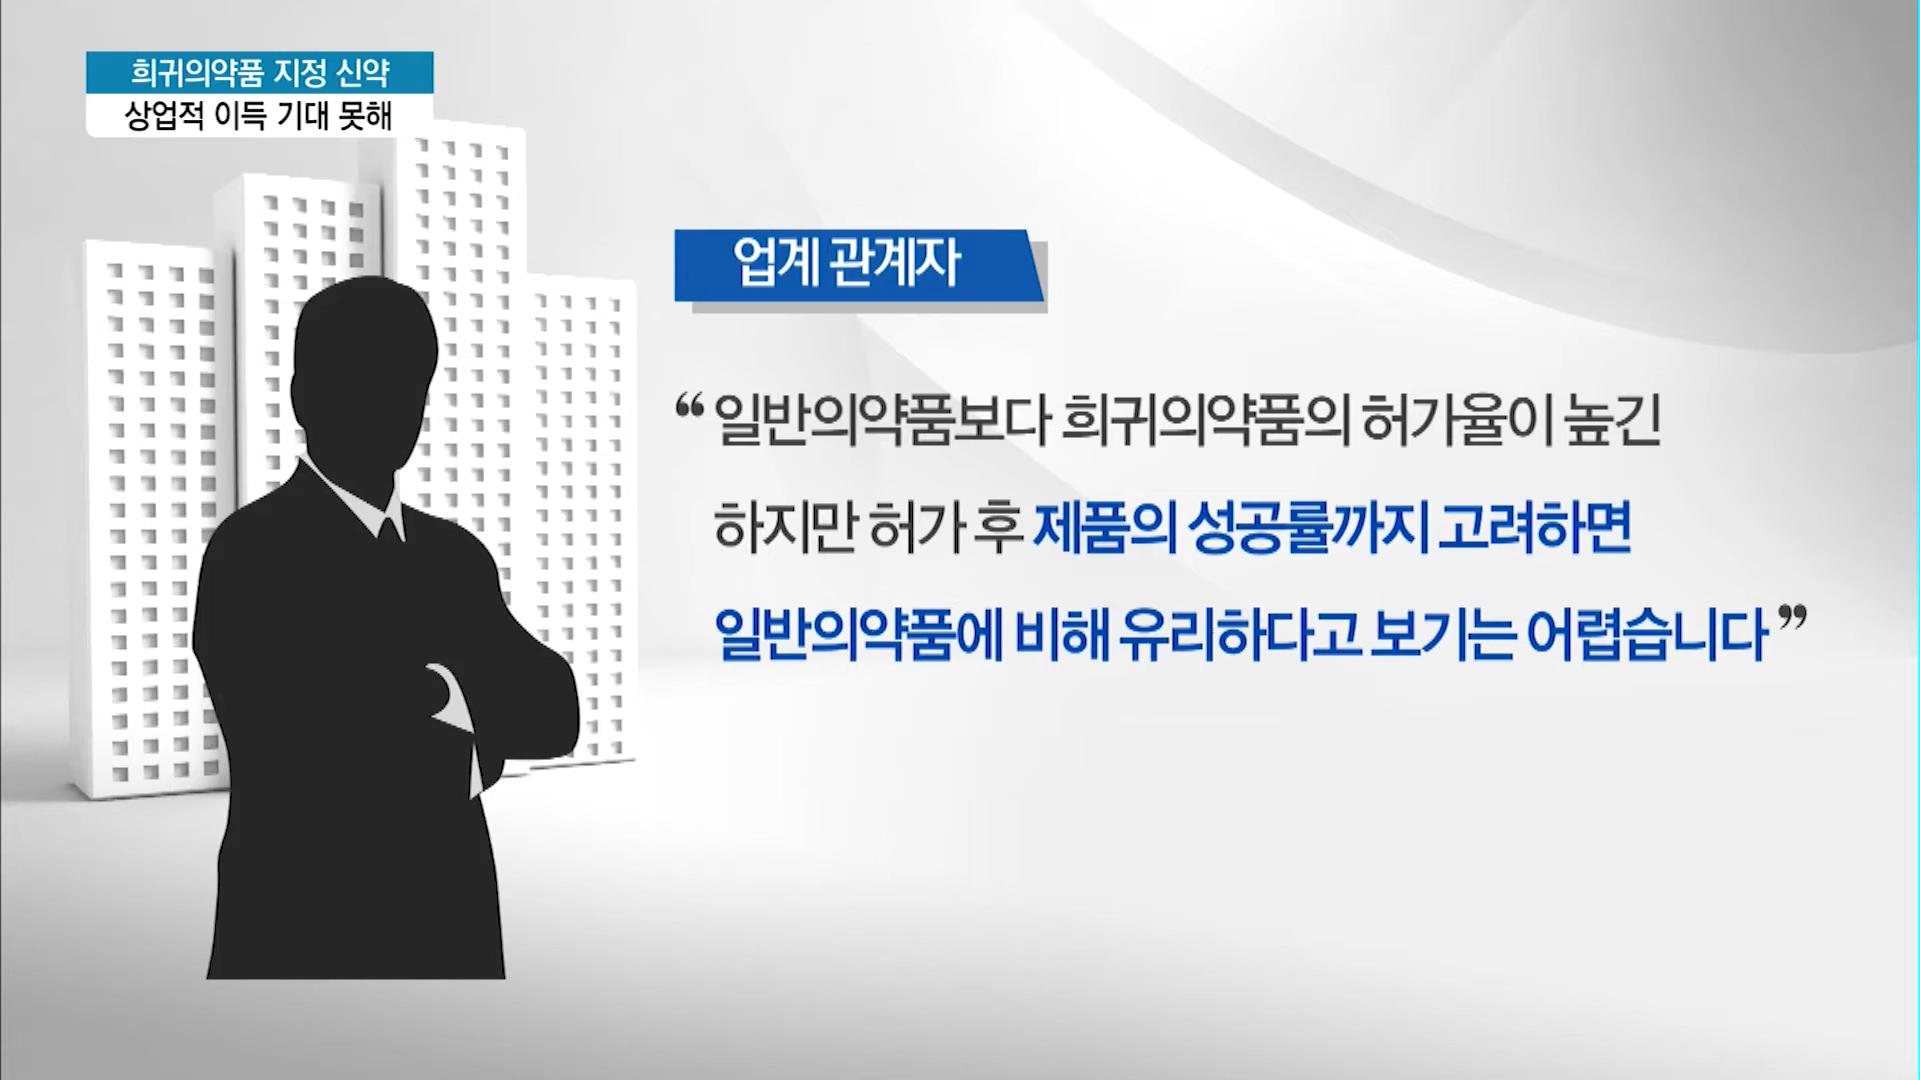 희귀의약품 지정 신약
상업적 이득 기대 못해
업계 관계자
“ 일반의약품보다 희귀의약품의 허가율이 높긴
하지만 허가 후 제품의 성공률까지 고려하면
일반의약품에 비해 유리하다고 보기는 어렵습니다 ”